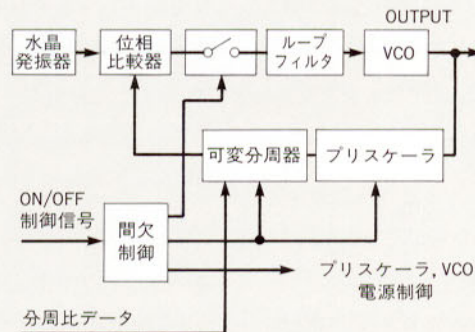 OUTPUT
水晶
発振器
位相
比較器
ループ
フィルタ
VCO
可変分周器
プリスケーラ
ON/OFF
制御信号
間欠
制御
プリスケーラ, VCO
電源制御
分周比データ